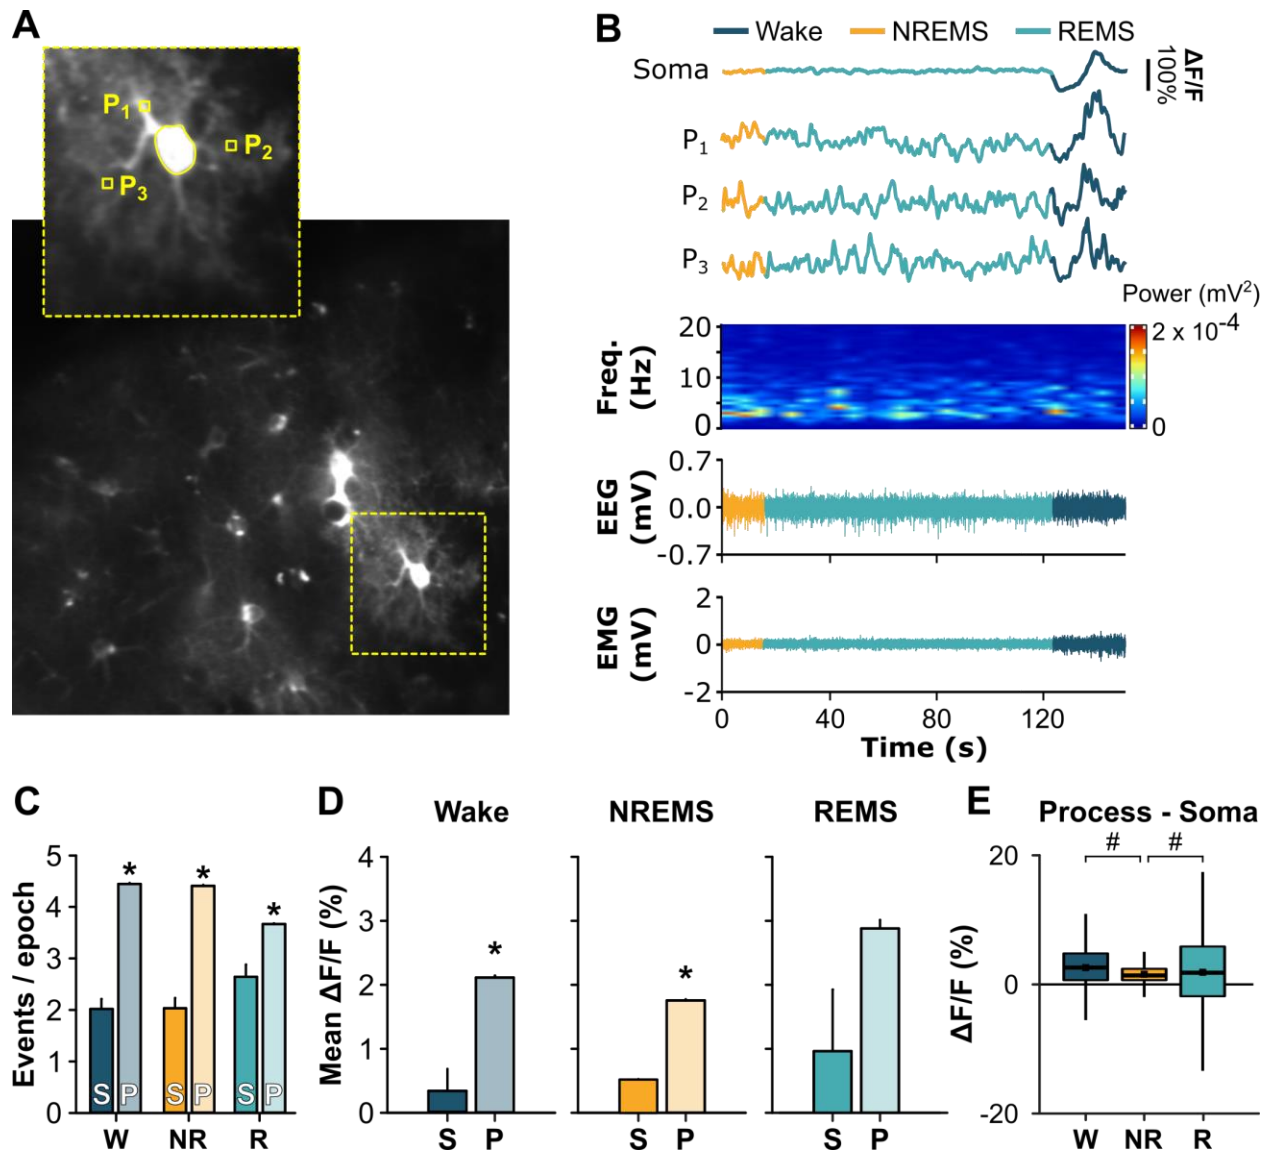 A
P1
P2
P3
B
Wake NREMS REMS
Soma
ΔF/F
100%
P1
P2
P3
Power (mV²)
2 x 10⁻⁴
0
Freq.
(Hz)
20
10
0
EEG
(mV)
0.7
0.0
-0.7
EMG
(mV)
2
0
-2
0 40 80 120
Time (s)
C
Events / epoch
5
4
3
2
1
0
* * *
S P S P S P
W NR R
D
Wake NREMS REMS
Mean ΔF/F (%)
4
3
2
1
0
* *
S P S P S P
E
Process - Soma
# #
ΔF/F (%)
20
0
-20
W NR R